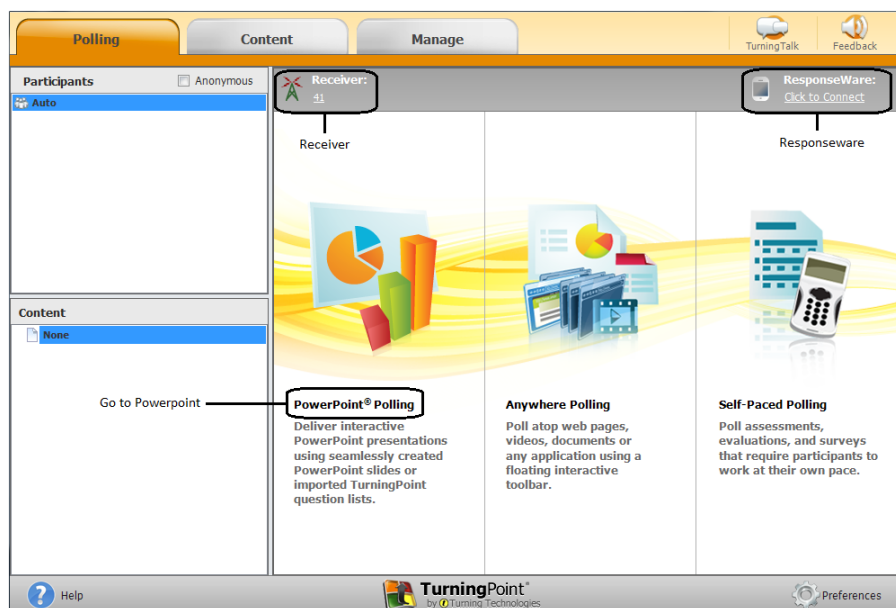 Polling
Content
Manage
TurningTalk
Feedback
Participants
Anonymous
Auto
Receiver:
41
ResponseWare:
Click to Connect
Receiver
Responseware
Content
None
Go to Powerpoint
PowerPoint® Polling
Deliver interactive
PowerPoint presentations
using seamlessly created
PowerPoint slides or
imported TurningPoint
question lists.
Anywhere Polling
Poll atop web pages,
videos, documents or
any application using a
floating interactive
toolbar.
Self-Paced Polling
Poll assessments,
evaluations, and surveys
that require participants to
work at their own pace.
Help
TurningPoint®
by Turning Technologies
Preferences